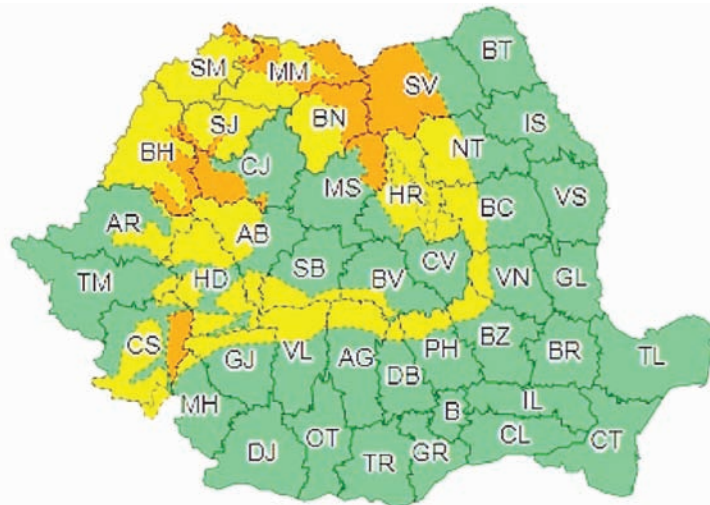 BT
SM
MM
SV
SJ
BN
IS
BH
CJ
NT
MS
HR
BC
VS
AR
AB
TM
HD
SB
BV
CV
VN
GL
CS
GJ
VL
AG
DB
PH
BZ
BR
TL
MH
B
IL
DJ
OT
TR
GR
CL
CT